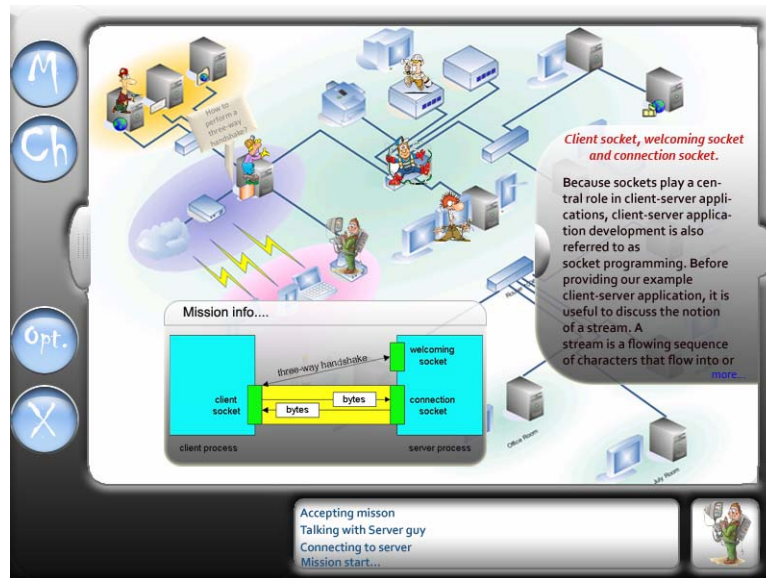 M
Ch
Opt.
X
How to
perform a
three-way
handshake?
Client socket, welcoming socket
and connection socket.
Because sockets play a cen-
tral role in client-server appli-
cations, client-server applica-
tion development is also
referred to as
socket programming. Before
providing our example
client-server application, it is
useful to discuss the notion
of a stream. A
stream is a flowing sequence
of characters that flow into or
more...
Mission info....
three-way handshake
welcoming
socket
client
socket
bytes
bytes
connection
socket
client process
server process
Office Room
July Room
Accepting misson
Talking with Server guy
Connecting to server
Mission start...